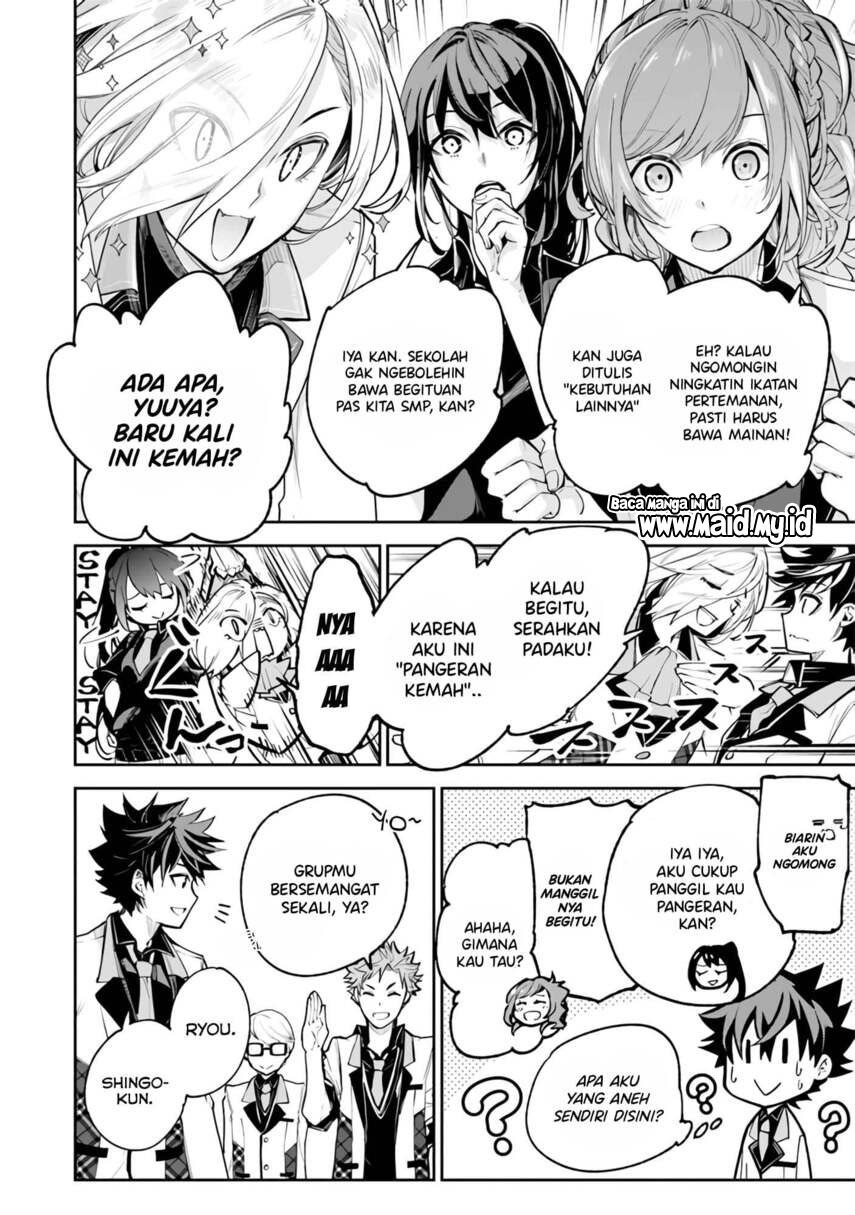 EH? KALAU
NGOMONGIN
NINGKATIN IKATAN
PERTEMANAN,
PASTI HARUS
BAWA MAINAN!
KAN JUGA
DITULIS
"KEBUTUHAN
LAINNYA"
IYA KAN. SEKOLAH
GAK NGEBOLEHIN
BAWA BEGITUAN
PAS KITA SMP, KAN?
ADA APA,
YUUYA?
BARU KALI
INI KEMAH?
Baca Manga ini di
www.Maid.My.id
KALAU
BEGITU,
SERAHKAN
PADAKU!
KARENA
AKU INI
"PANGERAN
KEMAH"..
スススス
NYA
AAA
AA
STAY
STAY
BIARIN
AKU
NGOMONG
IYA IYA,
AKU CUKUP
PANGGIL KAU
PANGERAN,
KAN?
BUKAN
MANGGIL
NYA
BEGITU!
AHAHA,
GIMANA
KAU TAU?
APA AKU
YANG ANEH
SENDIRI DISINI?
?
?
?
GRUPMU
BERSEMANGAT
SEKALI, YA?
RYOU.
SHINGO-
KUN.